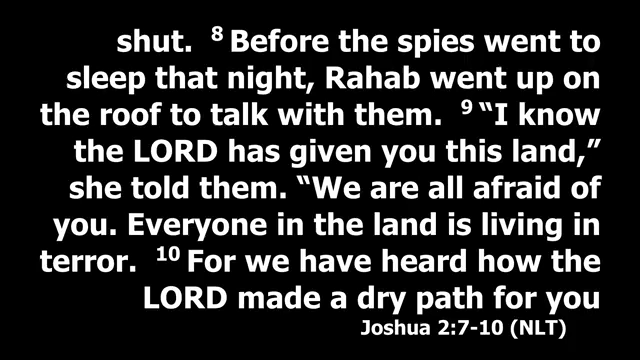 shut.  ⁸ Before the spies went to
sleep that night, Rahab went up on
the roof to talk with them.  ⁹ “I know
the LORD has given you this land,”
she told them. “We are all afraid of
you. Everyone in the land is living in
terror.  ¹⁰ For we have heard how the
LORD made a dry path for you
Joshua 2:7-10 (NLT)